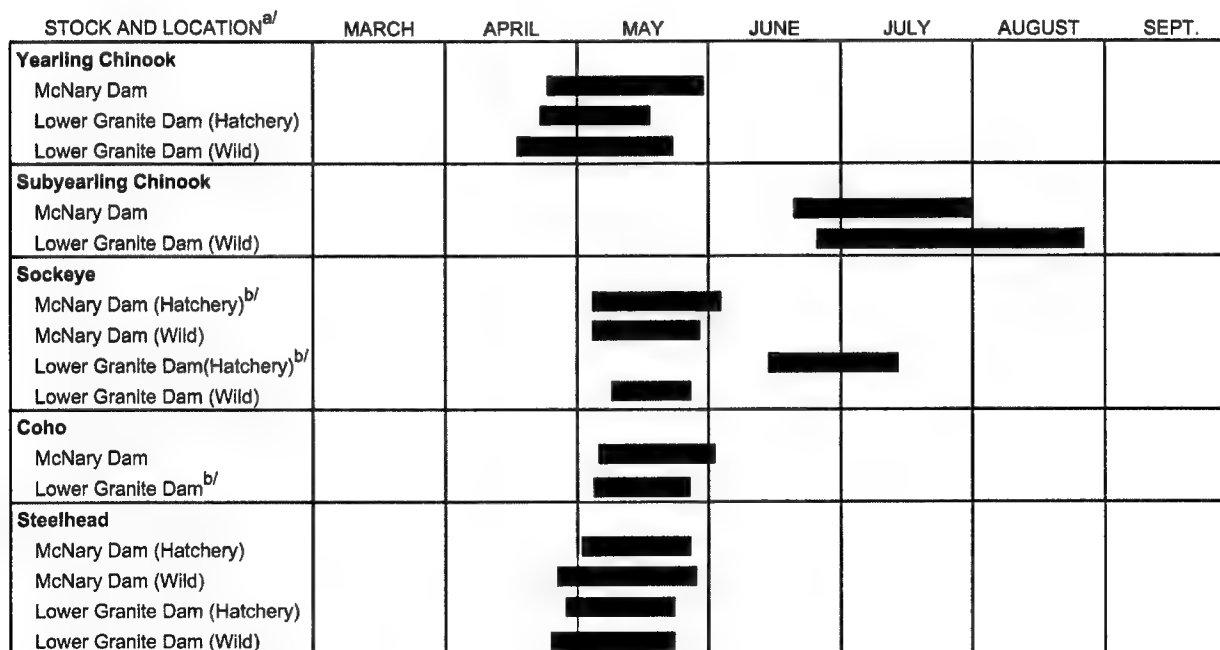 STOCK AND LOCATION a/ MARCH APRIL MAY JUNE JULY AUGUST SEPT.
Yearling Chinook
McNary Dam
Lower Granite Dam (Hatchery)
Lower Granite Dam (Wild)
Subyearling Chinook
McNary Dam
Lower Granite Dam (Wild)
Sockeye
McNary Dam (Hatchery) b/
McNary Dam (Wild)
Lower Granite Dam(Hatchery) b/
Lower Granite Dam (Wild)
Coho
McNary Dam
Lower Granite Dam b/
Steelhead
McNary Dam (Hatchery)
McNary Dam (Wild)
Lower Granite Dam (Hatchery)
Lower Granite Dam (Wild)